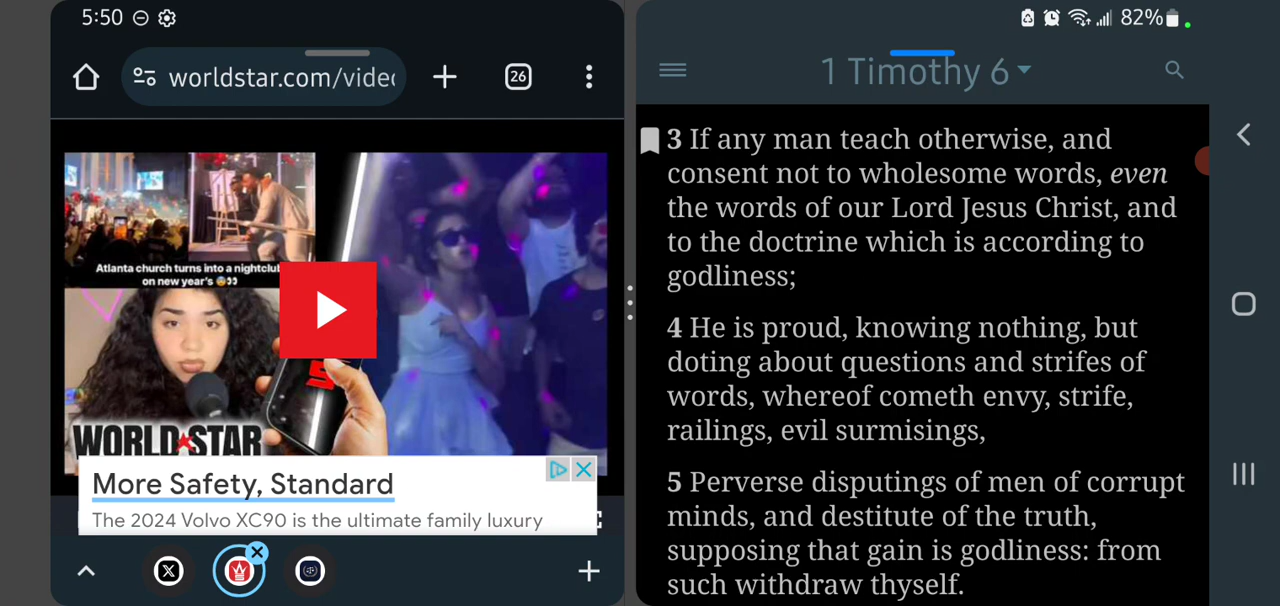 5:50
82%
worldstar.com/video
26
1 Timothy 6
Atlanta church turns into a nightclub
on new year's 😨👀
WORLD STAR
More Safety, Standard
The 2024 Volvo XC90 is the ultimate family luxury
3 If any man teach otherwise, and
consent not to wholesome words, even
the words of our Lord Jesus Christ, and
to the doctrine which is according to
godliness;
4 He is proud, knowing nothing, but
doting about questions and strifes of
words, whereof cometh envy, strife,
railings, evil surmisings,
5 Perverse disputings of men of corrupt
minds, and destitute of the truth,
supposing that gain is godliness: from
such withdraw thyself.